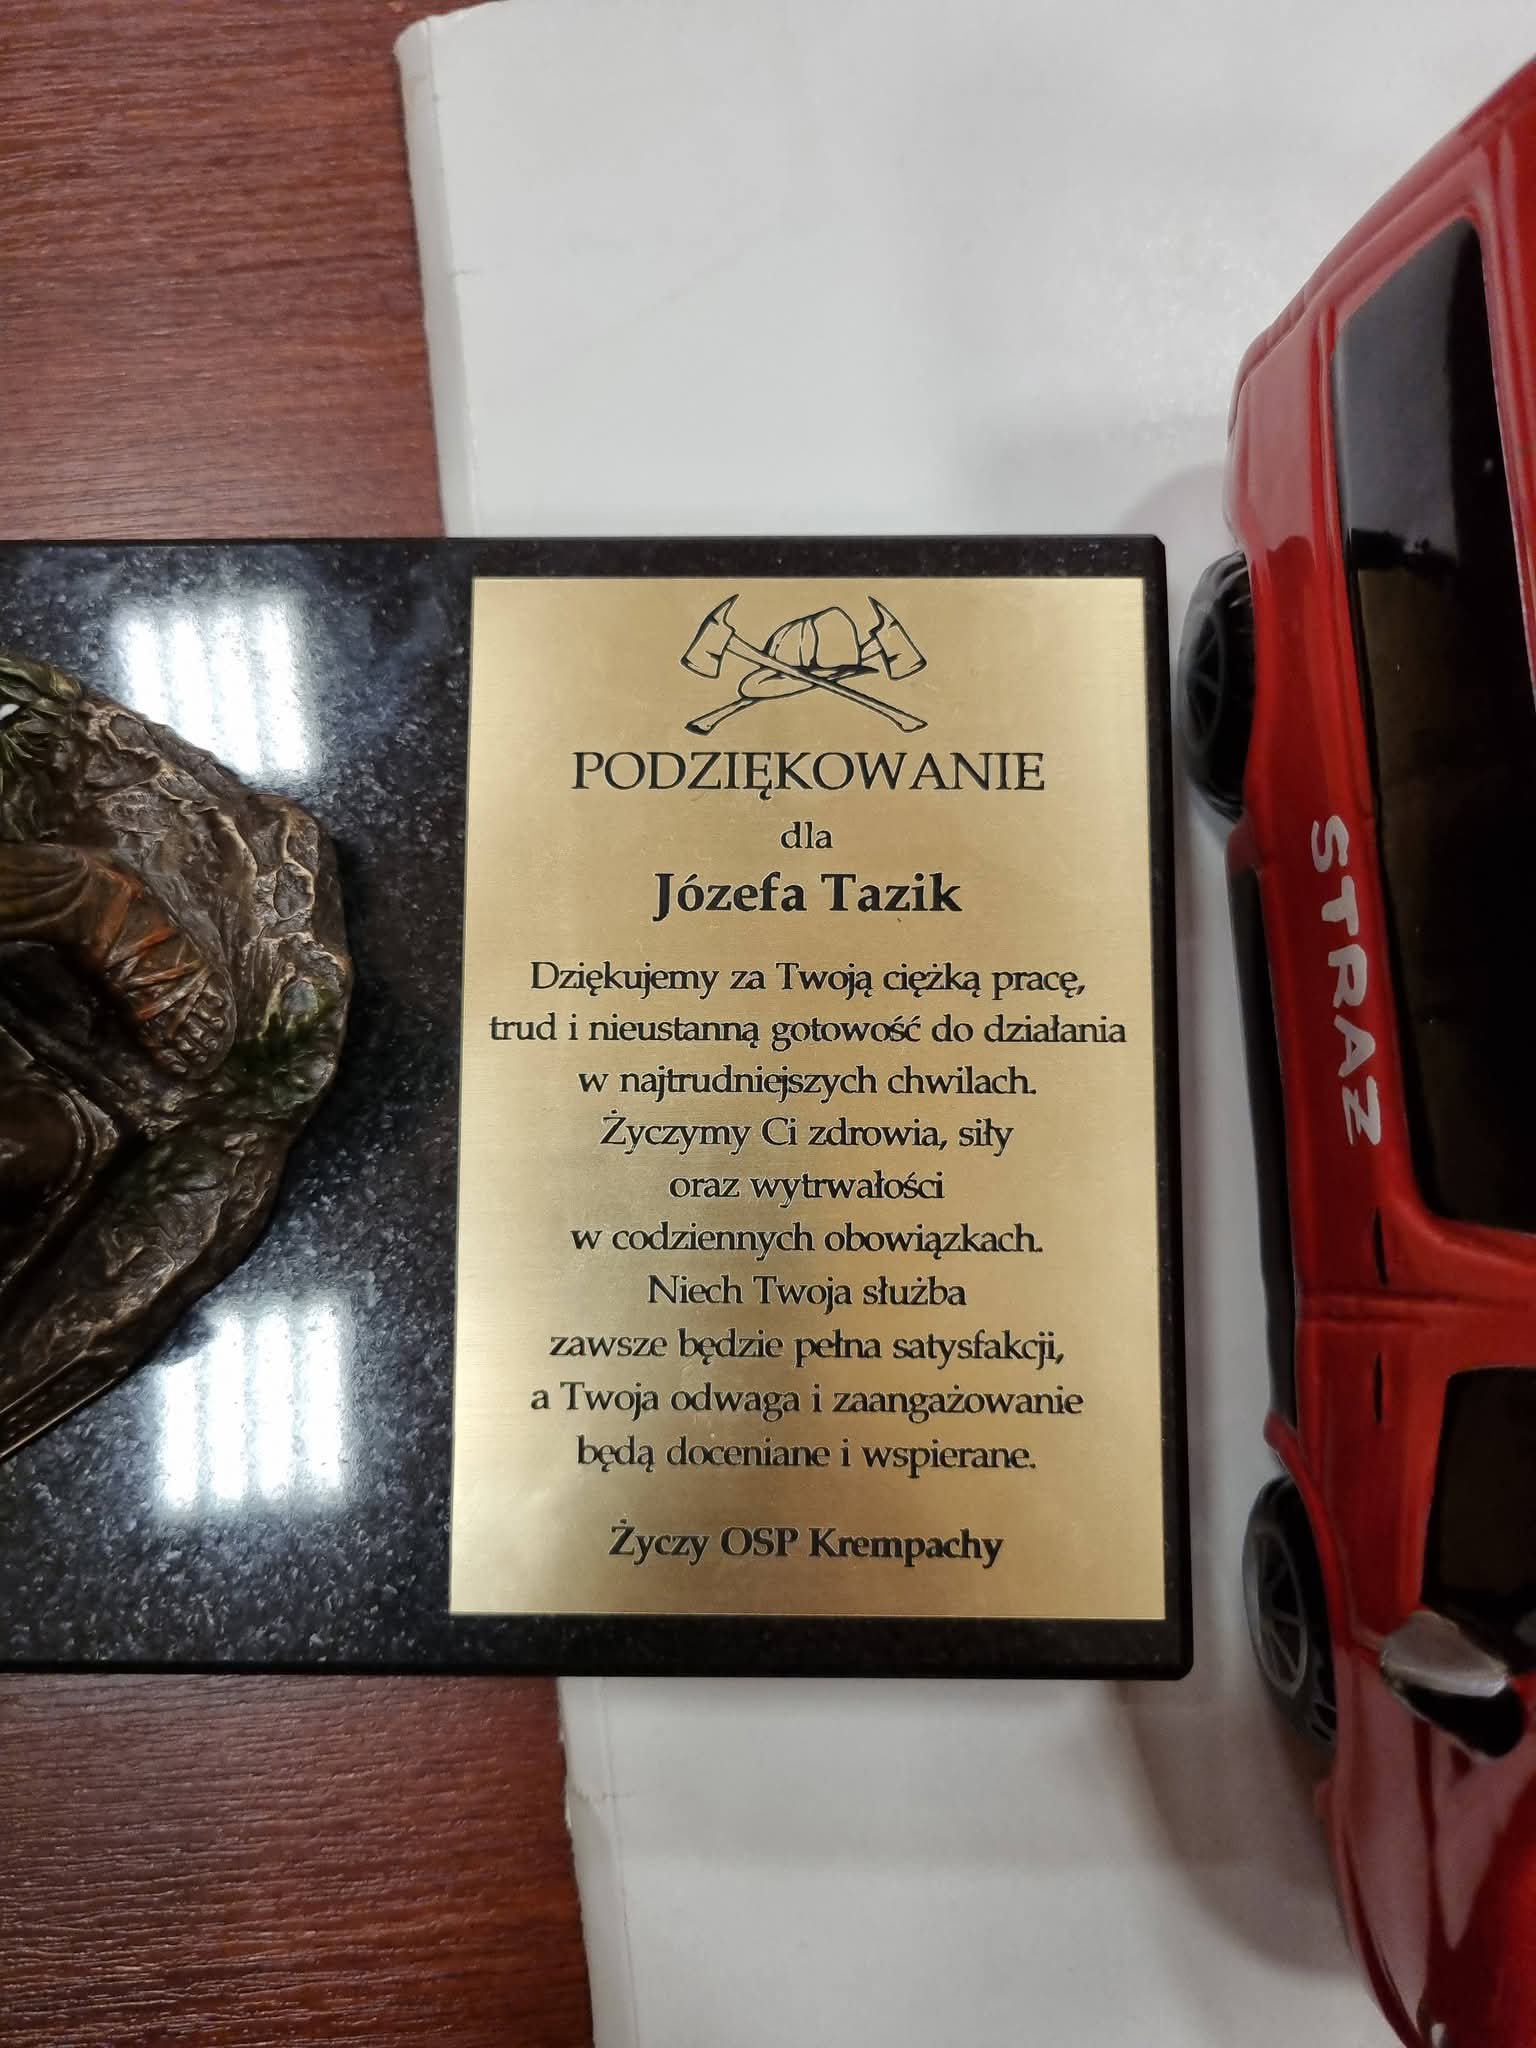 PODZIĘKOWANIE
dla
Józefa Tazik
Dziękujemy za Twoją ciężką pracę,
trud i nieustanną gotowość do działania
w najtrudniejszych chwilach.
Życzymy Ci zdrowia, siły
oraz wytrwałości
w codziennych obowiązkach.
Niech Twoja służba
zawsze będzie pełna satysfakcji,
a Twoja odwaga i zaangażowanie
będą doceniane i wspierane.
Życzy OSP Krempachy
STRAŻ